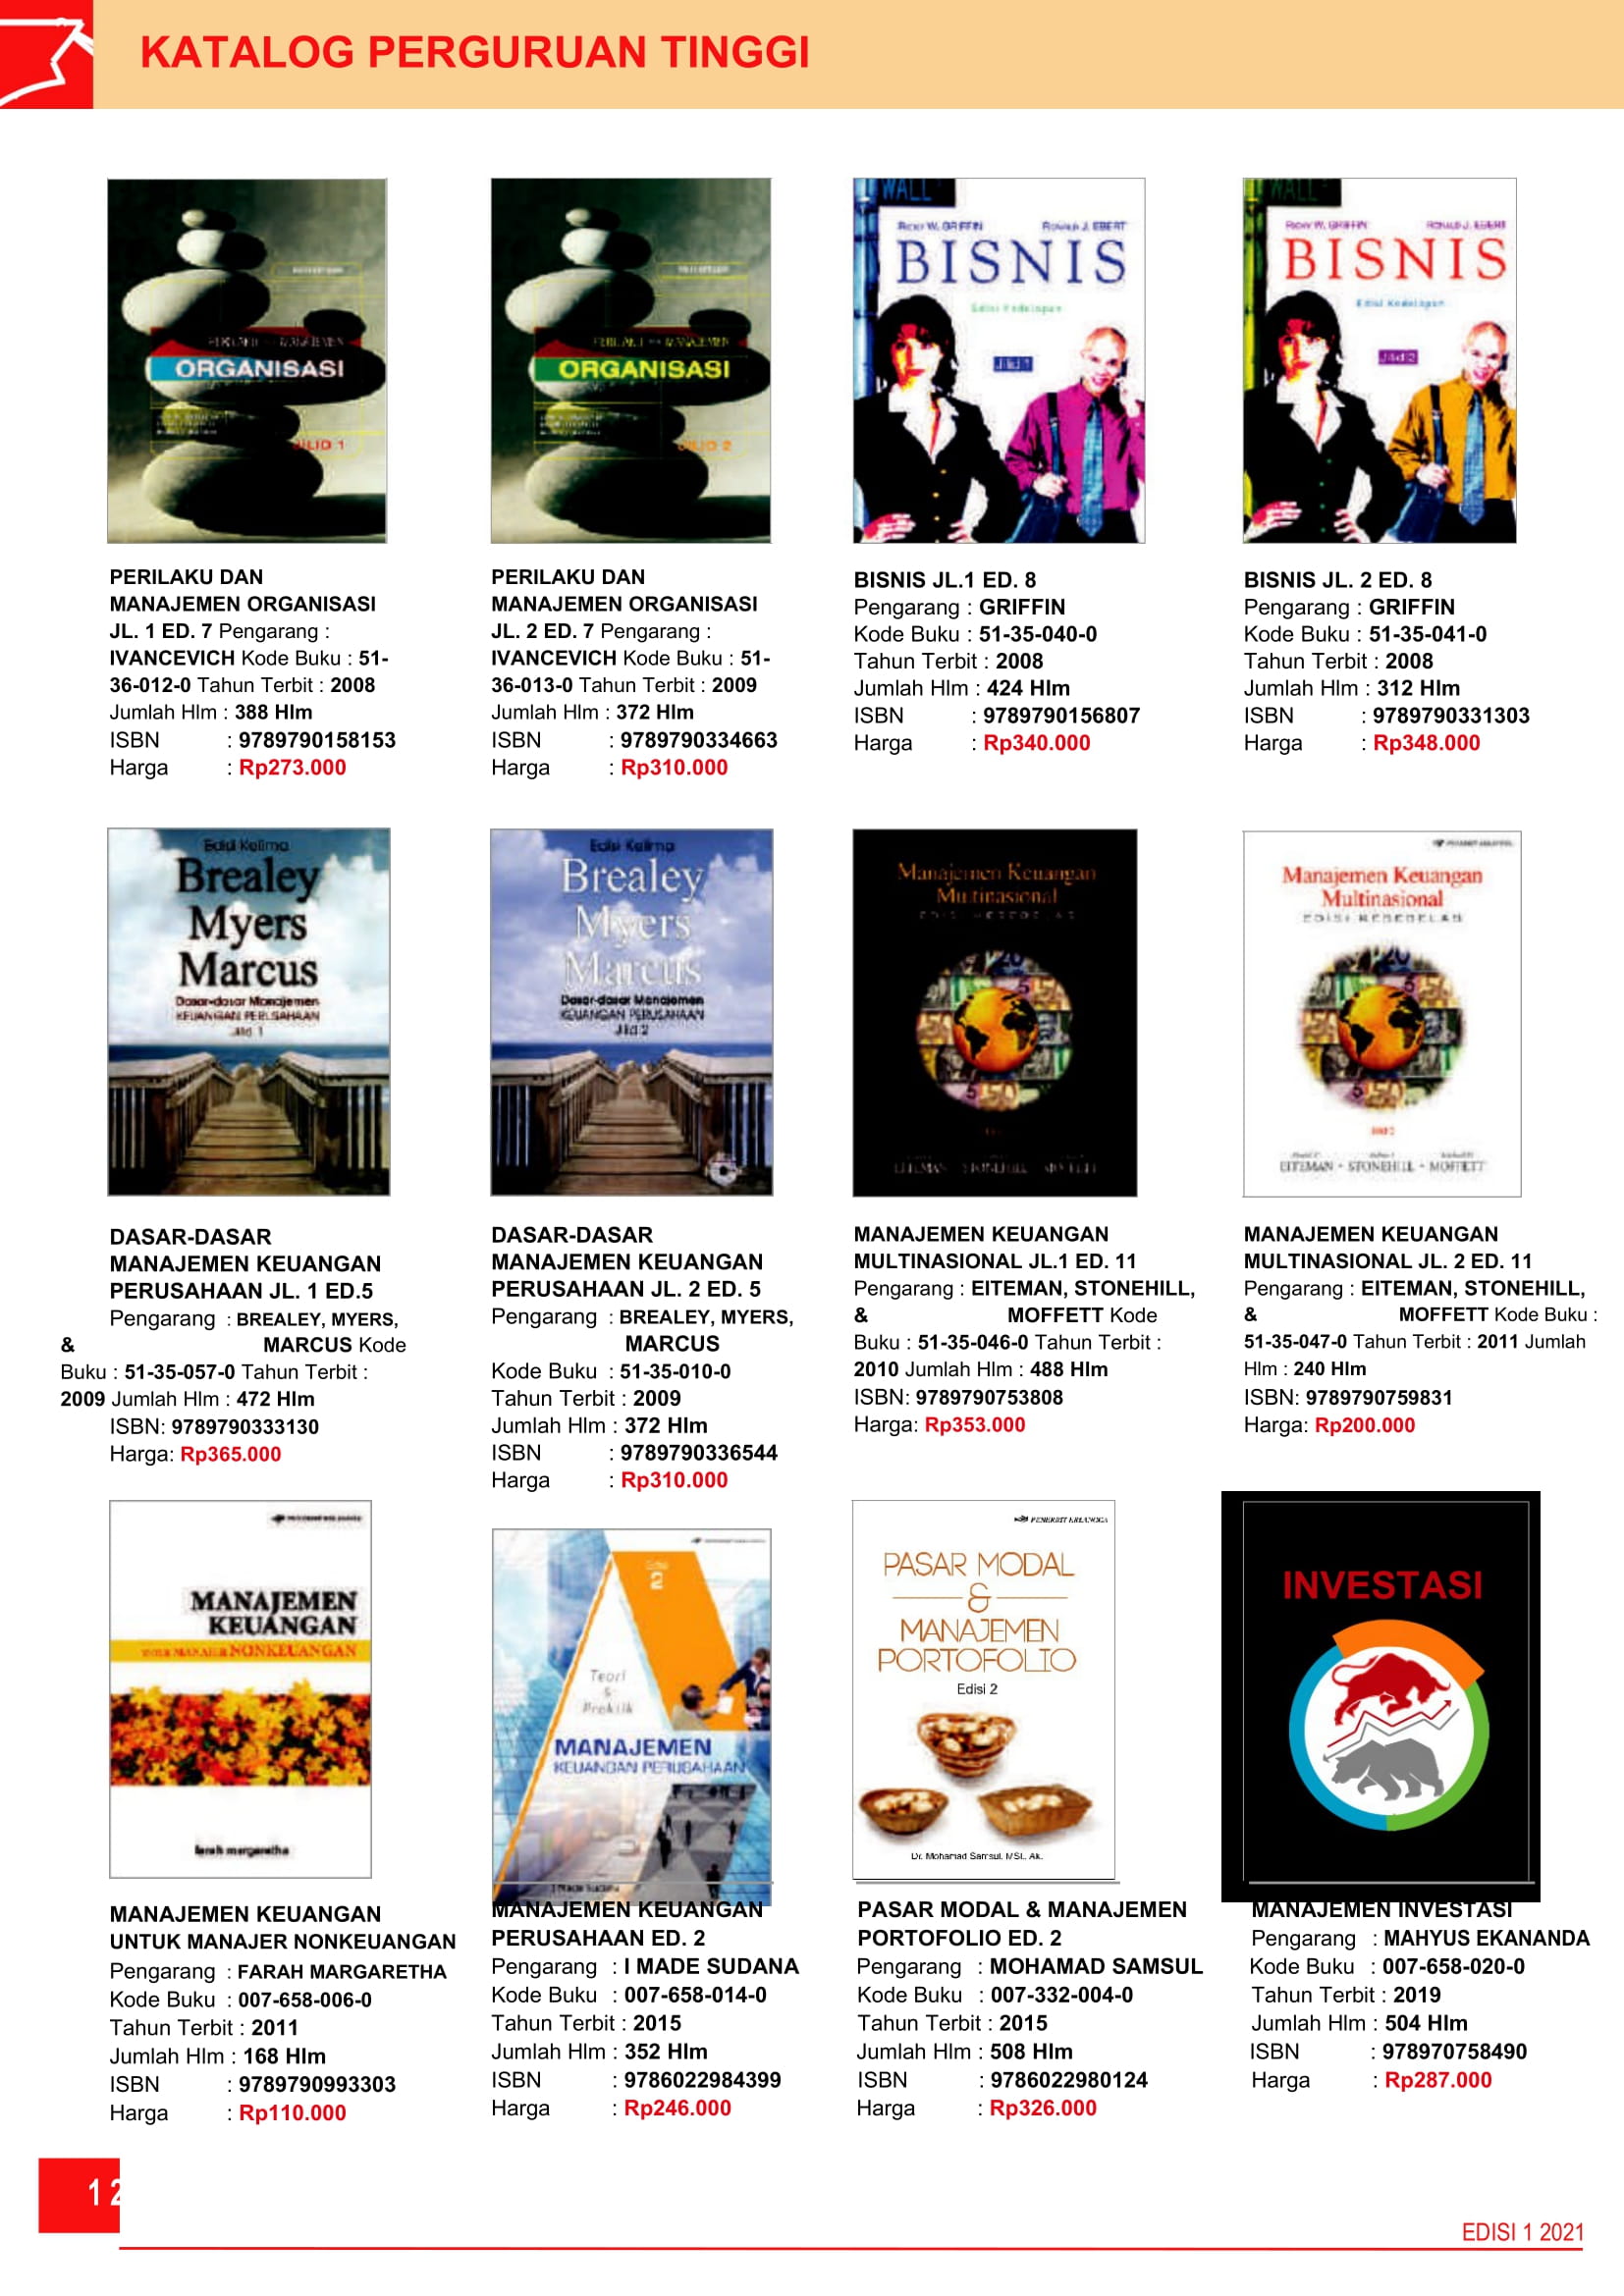 KATALOG PERGURUAN TINGGI
ORGANISASI
JILID 1
ORGANISASI
JILID 2
WALL
RICKY W. GRIFFIN RONALD J. EBERT
BISNIS
Edisi Kedelapan
Jilid 1
WALL
RICKY W. GRIFFIN RONALD J. EBERT
BISNIS
Edisi Kedelapan
Jilid 2
PERILAKU DAN
MANAJEMEN ORGANISASI
JL. 1 ED. 7 Pengarang :
IVANCEVICH Kode Buku : 51-
36-012-0 Tahun Terbit : 2008
Jumlah Hlm : 388 Hlm
ISBN : 9789790158153
Harga : Rp273.000
PERILAKU DAN
MANAJEMEN ORGANISASI
JL. 2 ED. 7 Pengarang :
IVANCEVICH Kode Buku : 51-
36-013-0 Tahun Terbit : 2009
Jumlah Hlm : 372 Hlm
ISBN : 9789790334663
Harga : Rp310.000
BISNIS JL.1 ED. 8
Pengarang : GRIFFIN
Kode Buku : 51-35-040-0
Tahun Terbit : 2008
Jumlah Hlm : 424 Hlm
ISBN : 9789790156807
Harga : Rp340.000
BISNIS JL. 2 ED. 8
Pengarang : GRIFFIN
Kode Buku : 51-35-041-0
Tahun Terbit : 2008
Jumlah Hlm : 312 Hlm
ISBN : 9789790331303
Harga : Rp348.000
Edisi Kelima
Brealey
Myers
Marcus
Dasar-dasar Manajemen
KEUANGAN PERUSAHAAN
Jilid 1
Edisi Kelima
Brealey
Myers
Marcus
Dasar-dasar Manajemen
KEUANGAN PERUSAHAAN
Jilid 2
Manajemen Keuangan
Multinasional
EDISI KESEBELAS
EITEMAN STONEHILL MOFFETT
Manajemen Keuangan
Multinasional
EDISI KESEBELAS
Jilid 2
EITEMAN • STONEHILL • MOFFETT
DASAR-DASAR
MANAJEMEN KEUANGAN
PERUSAHAAN JL. 1 ED.5
Pengarang : BREALEY, MYERS,
& MARCUS Kode
Buku : 51-35-057-0 Tahun Terbit :
2009 Jumlah Hlm : 472 Hlm
ISBN: 9789790333130
Harga: Rp365.000
DASAR-DASAR
MANAJEMEN KEUANGAN
PERUSAHAAN JL. 2 ED. 5
Pengarang : BREALEY, MYERS,
MARCUS
Kode Buku : 51-35-010-0
Tahun Terbit : 2009
Jumlah Hlm : 372 Hlm
ISBN : 9789790336544
Harga : Rp310.000
MANAJEMEN KEUANGAN
MULTINASIONAL JL.1 ED. 11
Pengarang : EITEMAN, STONEHILL,
& MOFFETT Kode
Buku : 51-35-046-0 Tahun Terbit :
2010 Jumlah Hlm : 488 Hlm
ISBN: 9789790753808
Harga: Rp353.000
MANAJEMEN KEUANGAN
MULTINASIONAL JL. 2 ED. 11
Pengarang : EITEMAN, STONEHILL,
& MOFFETT Kode Buku :
51-35-047-0 Tahun Terbit : 2011 Jumlah
Hlm : 240 Hlm
ISBN: 9789790759831
Harga: Rp200.000
MANAJEMEN
KEUANGAN
UNTUK MANAJER NONKEUANGAN
farah margaretha
Edisi
2
Teori
&
Praktik
MANAJEMEN
KEUANGAN PERUSAHAAN
I Made Sudana
PENERBIT ERLANGGA
PASAR MODAL
&
MANAJEMEN
PORTOFOLIO
Edisi 2
Dr. Mohamad Samsul, MSi., Ak.
INVESTASI
MANAJEMEN KEUANGAN
UNTUK MANAJER NONKEUANGAN
Pengarang : FARAH MARGARETHA
Kode Buku : 007-658-006-0
Tahun Terbit : 2011
Jumlah Hlm : 168 Hlm
ISBN : 9789790993303
Harga : Rp110.000
MANAJEMEN KEUANGAN
PERUSAHAAN ED. 2
Pengarang : I MADE SUDANA
Kode Buku : 007-658-014-0
Tahun Terbit : 2015
Jumlah Hlm : 352 Hlm
ISBN : 9786022984399
Harga : Rp246.000
PASAR MODAL & MANAJEMEN
PORTOFOLIO ED. 2
Pengarang : MOHAMAD SAMSUL
Kode Buku : 007-332-004-0
Tahun Terbit : 2015
Jumlah Hlm : 508 Hlm
ISBN : 9786022980124
Harga : Rp326.000
MANAJEMEN INVESTASI
Pengarang : MAHYUS EKANANDA
Kode Buku : 007-658-020-0
Tahun Terbit : 2019
Jumlah Hlm : 504 Hlm
ISBN : 978970758490
Harga : Rp287.000
12
EDISI 1 2021